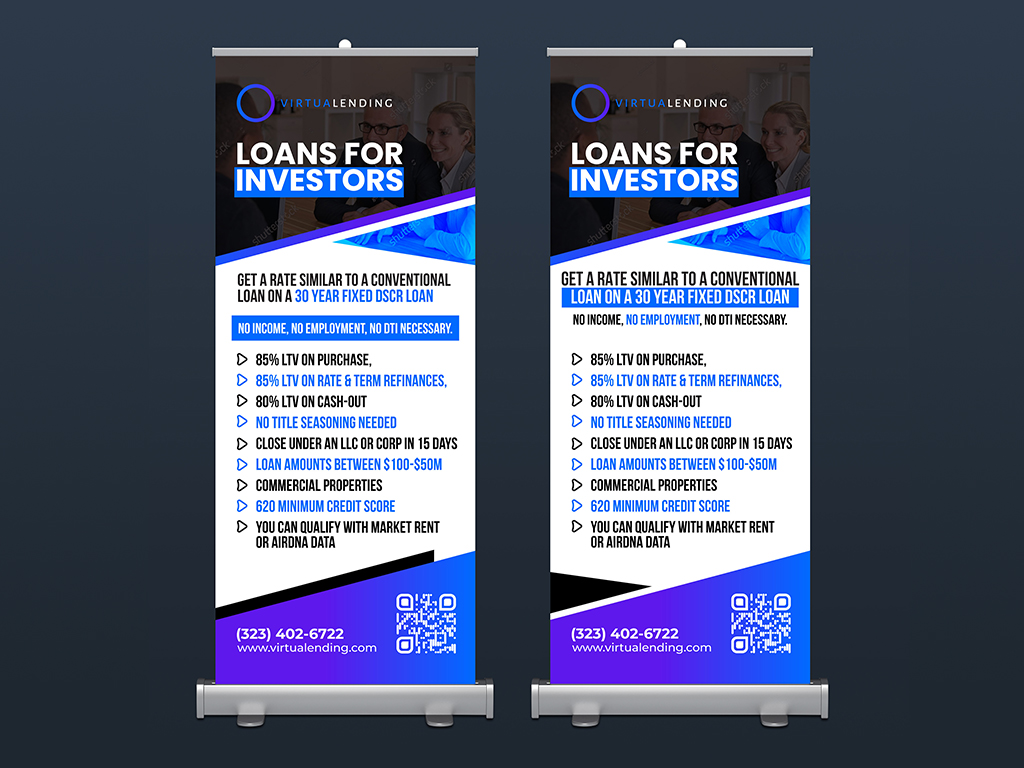 VIRTUALENDING
LOANS FOR
INVESTORS
shutterstock
GET A RATE SIMILAR TO A CONVENTIONAL
LOAN ON A 30 YEAR FIXED DSCR LOAN
NO INCOME, NO EMPLOYMENT, NO DTI NECESSARY.
85% LTV ON PURCHASE,
85% LTV ON RATE & TERM REFINANCES,
80% LTV ON CASH-OUT
NO TITLE SEASONING NEEDED
CLOSE UNDER AN LLC OR CORP IN 15 DAYS
LOAN AMOUNTS BETWEEN $100-$50M
COMMERCIAL PROPERTIES
620 MINIMUM CREDIT SCORE
YOU CAN QUALIFY WITH MARKET RENT
OR AIRDNA DATA
(323) 402-6722
www.virtualending.com
VIRTUALENDING
LOANS FOR
INVESTORS
shutterstock
GET A RATE SIMILAR TO A CONVENTIONAL
LOAN ON A 30 YEAR FIXED DSCR LOAN
NO INCOME, NO EMPLOYMENT, NO DTI NECESSARY.
85% LTV ON PURCHASE,
85% LTV ON RATE & TERM REFINANCES,
80% LTV ON CASH-OUT
NO TITLE SEASONING NEEDED
CLOSE UNDER AN LLC OR CORP IN 15 DAYS
LOAN AMOUNTS BETWEEN $100-$50M
COMMERCIAL PROPERTIES
620 MINIMUM CREDIT SCORE
YOU CAN QUALIFY WITH MARKET RENT
OR AIRDNA DATA
(323) 402-6722
www.virtualending.com